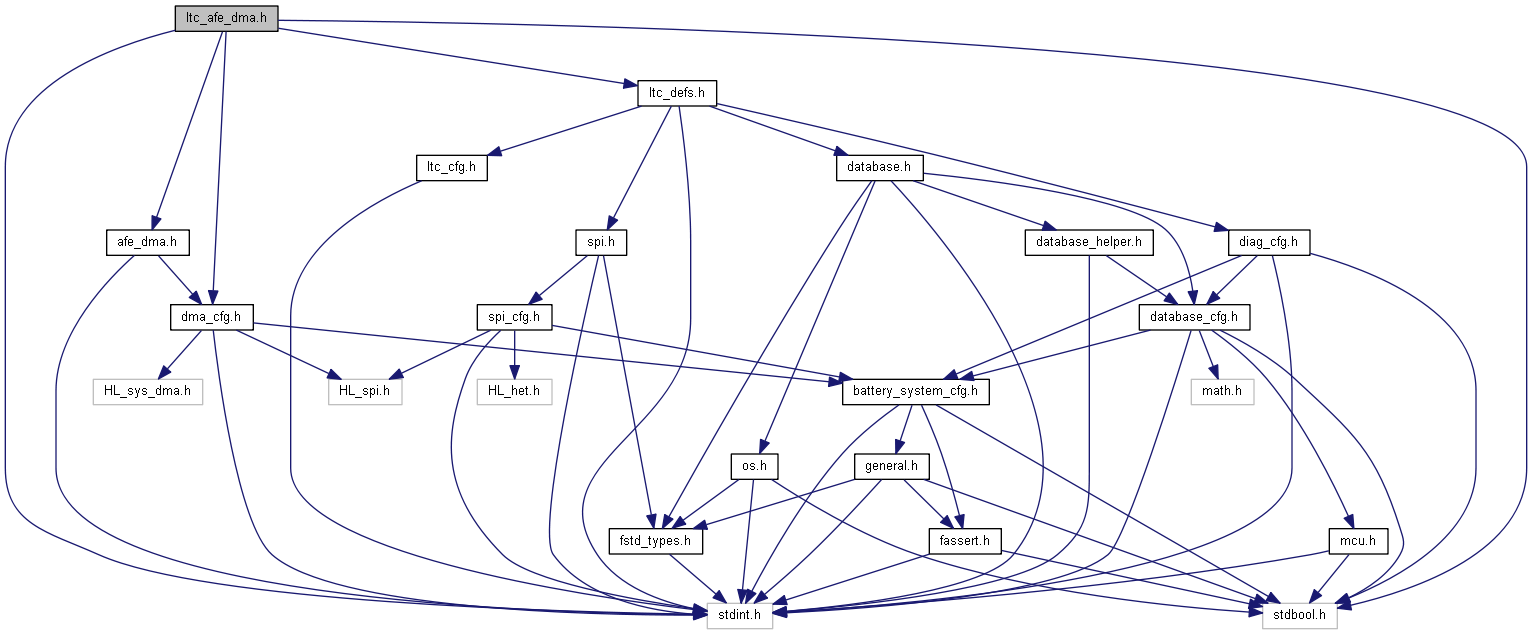 ltc_afe_dma.h
ltc_defs.h
ltc_cfg.h
database.h
afe_dma.h
spi.h
database_helper.h
diag_cfg.h
dma_cfg.h
spi_cfg.h
database_cfg.h
HL_sys_dma.h
HL_spi.h
HL_het.h
battery_system_cfg.h
math.h
os.h
general.h
fstd_types.h
fassert.h
mcu.h
stdint.h
stdbool.h